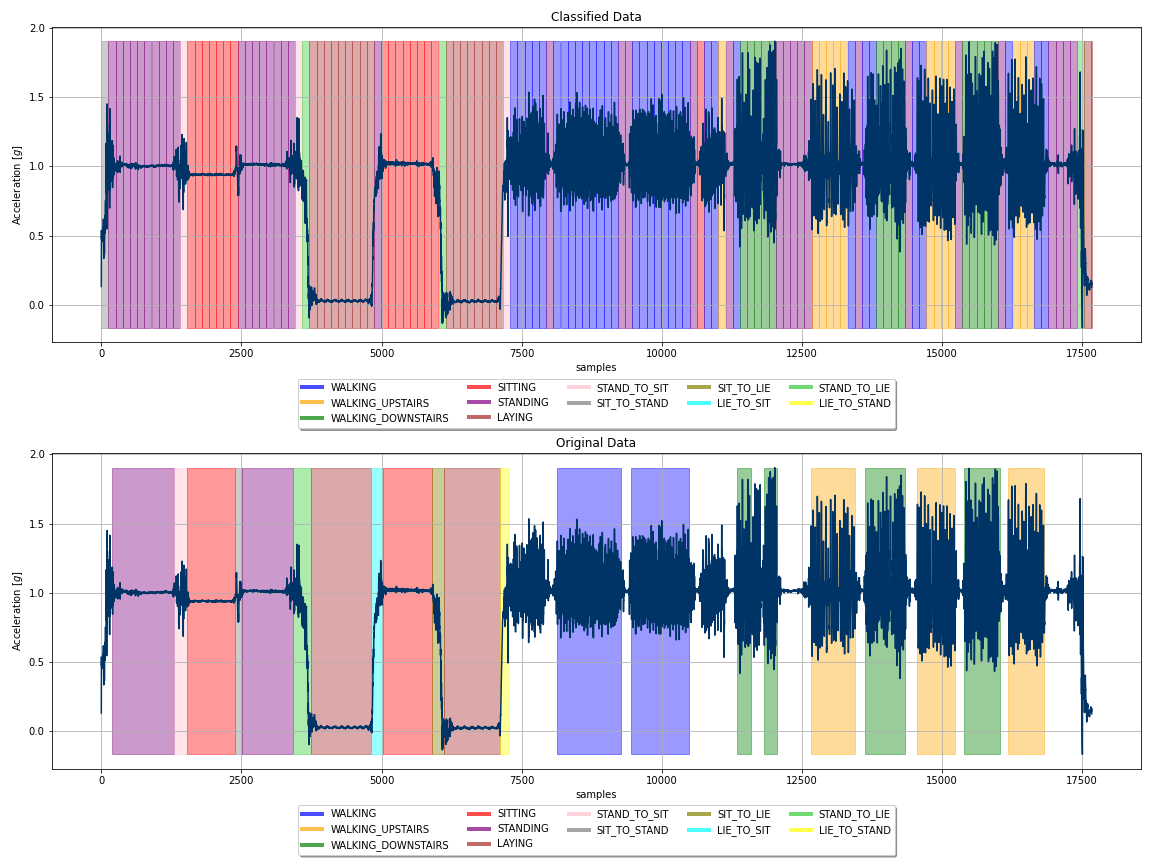 Classified Data
2.0
1.5
1.0
0.5
0.0
Acceleration [g]
0 2500 5000 7500 10000 12500 15000 17500
samples
WALKING SITTING STAND_TO_SIT SIT_TO_LIE STAND_TO_LIE
WALKING_UPSTAIRS STANDING SIT_TO_STAND LIE_TO_SIT LIE_TO_STAND
WALKING_DOWNSTAIRS LAYING
Original Data
2.0
1.5
1.0
0.5
0.0
Acceleration [g]
0 2500 5000 7500 10000 12500 15000 17500
samples
WALKING SITTING STAND_TO_SIT SIT_TO_LIE STAND_TO_LIE
WALKING_UPSTAIRS STANDING SIT_TO_STAND LIE_TO_SIT LIE_TO_STAND
WALKING_DOWNSTAIRS LAYING